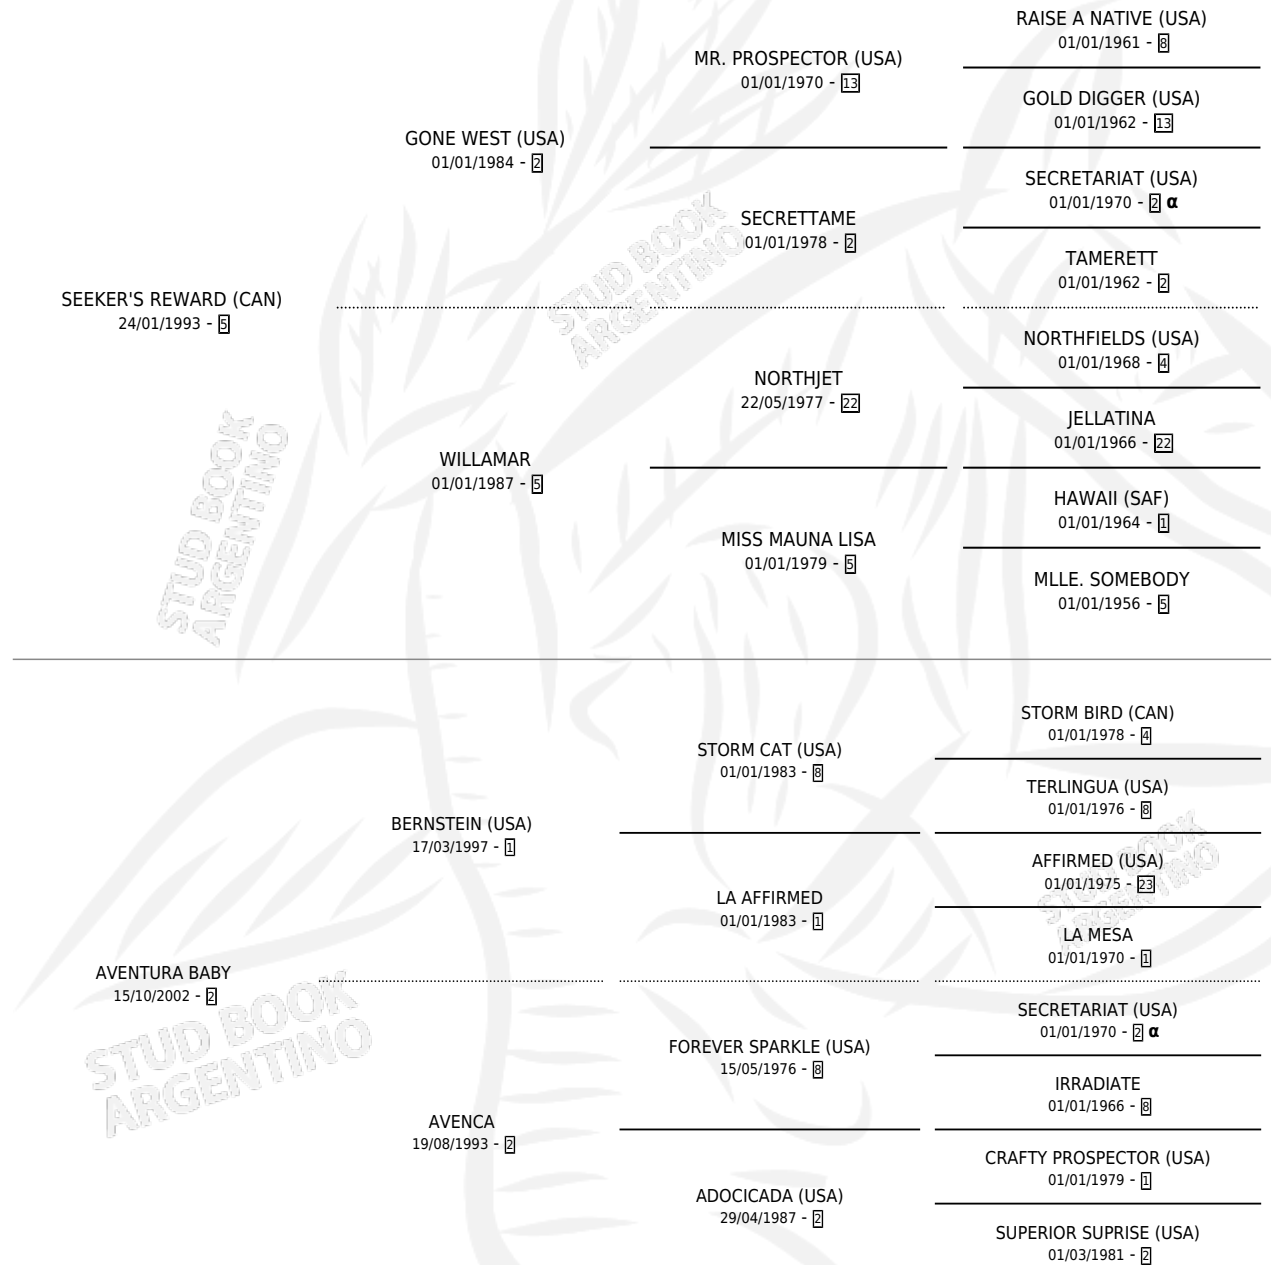 RAISE A NATIVE (USA)
01/01/1961 - 8
MR. PROSPECTOR (USA)
01/01/1970 - 13
GOLD DIGGER (USA)
01/01/1962 - 13
GONE WEST (USA)
01/01/1984 - 2
SECRETARIAT (USA)
01/01/1970 - 2 α
SECRETTAME
01/01/1978 - 2
TAMERETT
01/01/1962 - 2
SEEKER'S REWARD (CAN)
24/01/1993 - 5
NORTHFIELDS (USA)
01/01/1968 - 4
NORTHJET
22/05/1977 - 22
JELLATINA
01/01/1966 - 22
WILLAMAR
01/01/1987 - 5
HAWAII (SAF)
01/01/1964 - 1
MISS MAUNA LISA
01/01/1979 - 5
MLLE. SOMEBODY
01/01/1956 - 5
STORM BIRD (CAN)
01/01/1978 - 4
STORM CAT (USA)
01/01/1983 - 8
TERLINGUA (USA)
01/01/1976 - 8
BERNSTEIN (USA)
17/03/1997 - 1
AFFIRMED (USA)
01/01/1975 - 23
LA AFFIRMED
01/01/1983 - 1
LA MESA
01/01/1970 - 1
AVENTURA BABY
15/10/2002 - 2
SECRETARIAT (USA)
01/01/1970 - 2 α
FOREVER SPARKLE (USA)
15/05/1976 - 8
IRRADIATE
01/01/1966 - 8
AVENCA
19/08/1993 - 2
CRAFTY PROSPECTOR (USA)
01/01/1979 - 1
ADOCICADA (USA)
29/04/1987 - 2
SUPERIOR SUPRISE (USA)
01/03/1981 - 2
STUD BOOK
ARGENTINO
STUD BOOK
ARGENTINO
STUD BOOK
ARGENTINO
STUD BOOK
ARGENTINO